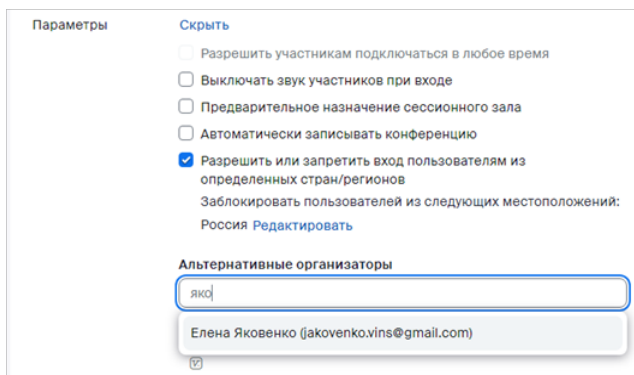 Параметры Скрыть
Разрешить участникам подключаться в любое время
Выключать звук участников при входе
Предварительное назначение сессионного зала
Автоматически записывать конференцию
Разрешить или запретить вход пользователям из
определенных стран/регионов
Заблокировать пользователей из следующих местоположений:
Россия Редактировать
Альтернативные организаторы
яко
Елена Яковенко (jakovenko.vins@gmail.com)